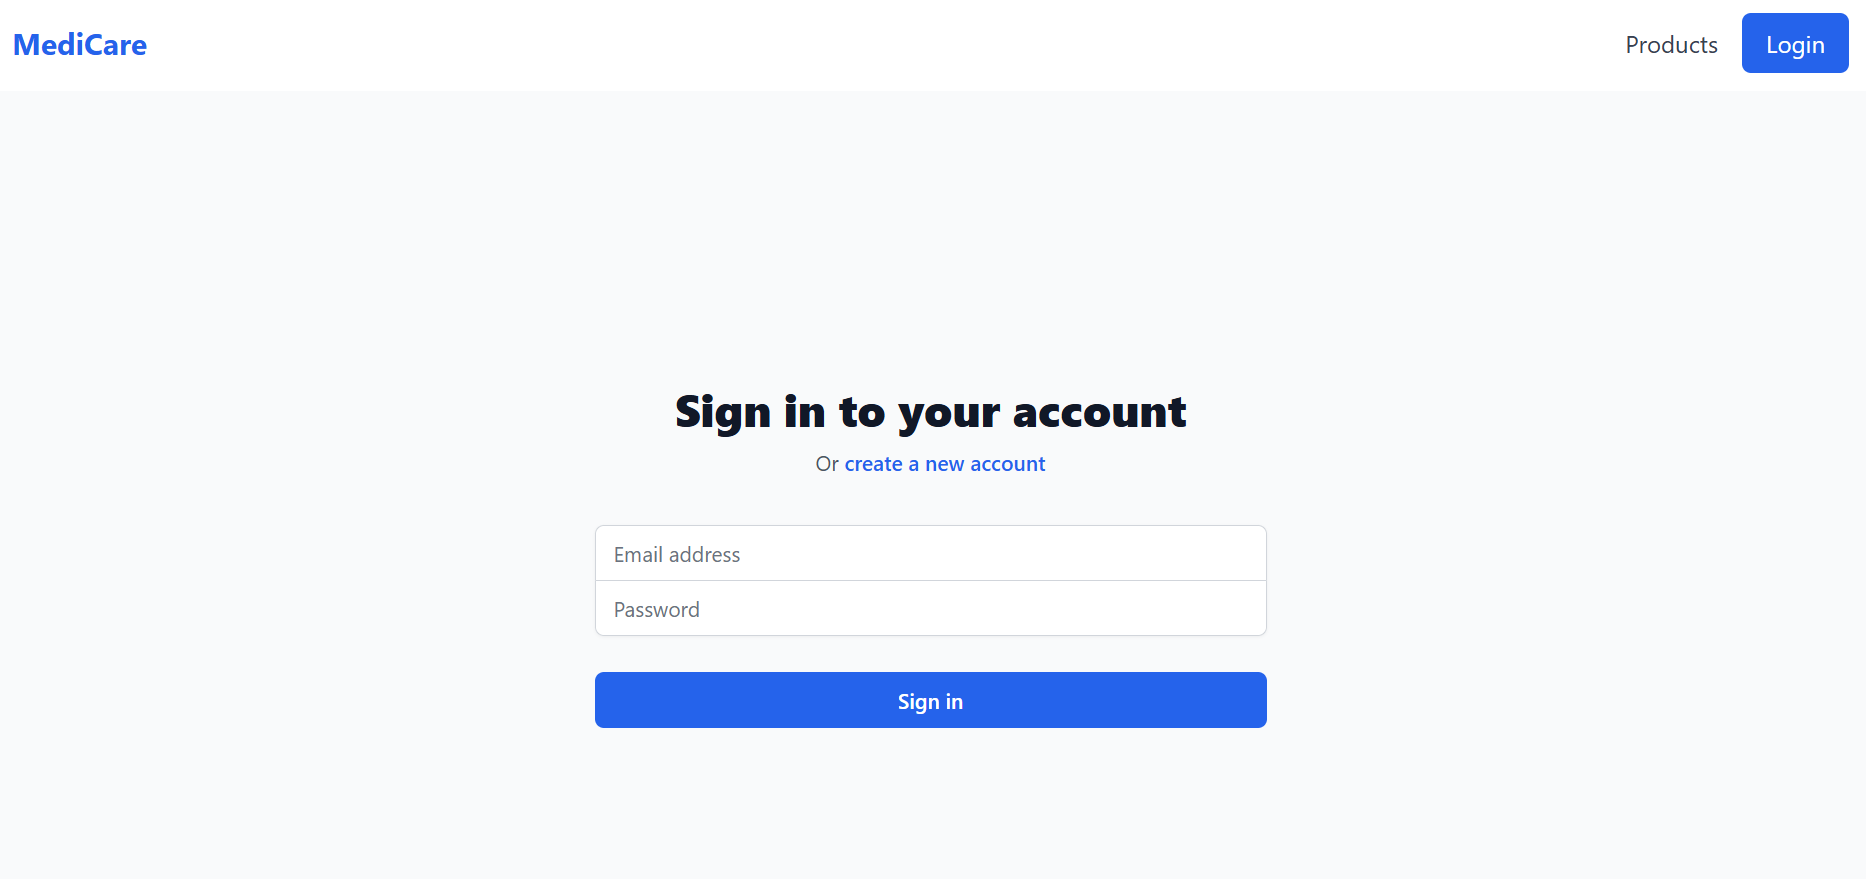 MediCare
Products
Login
Sign in to your account
Or create a new account
Email address
Password
Sign in